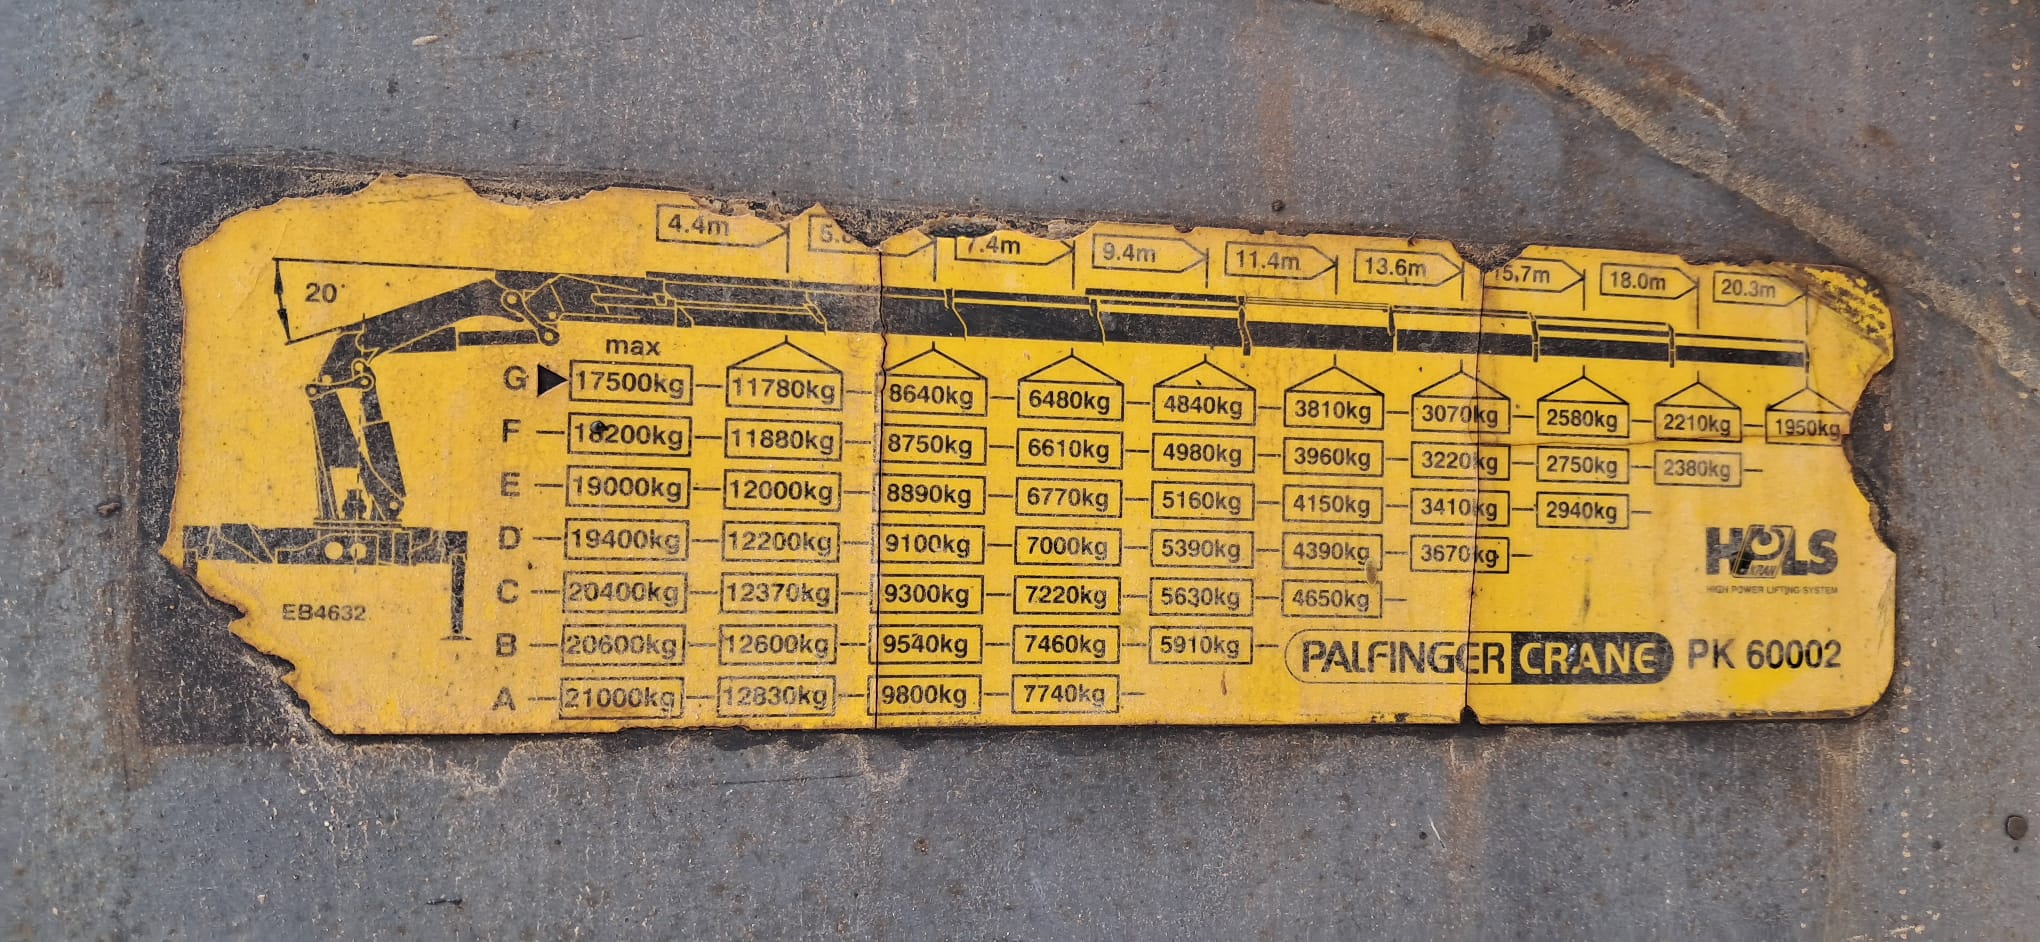 4.4m 7.4m 9.4m 11.4m 13.6m 15.7m 18.0m 20.3m
20°
max
G 17500kg 11780kg 8640kg 6480kg 4840kg 3810kg 3070kg 2580kg 2210kg 1950kg
F 18200kg 11880kg 8750kg 6610kg 4980kg 3960kg 3220kg 2750kg 2380kg
E 19000kg 12000kg 8890kg 6770kg 5160kg 4150kg 3410kg 2940kg
D 19400kg 12200kg 9100kg 7000kg 5390kg 4390kg 3670kg
C 20400kg 12370kg 9300kg 7220kg 5630kg 4650kg
B 20600kg 12600kg 9540kg 7460kg 5910kg
A 21000kg 12830kg 9800kg 7740kg
EB4632
HPLS
KRAN
HIGH POWER LIFTING SYSTEM
PALFINGER CRANE PK 60002